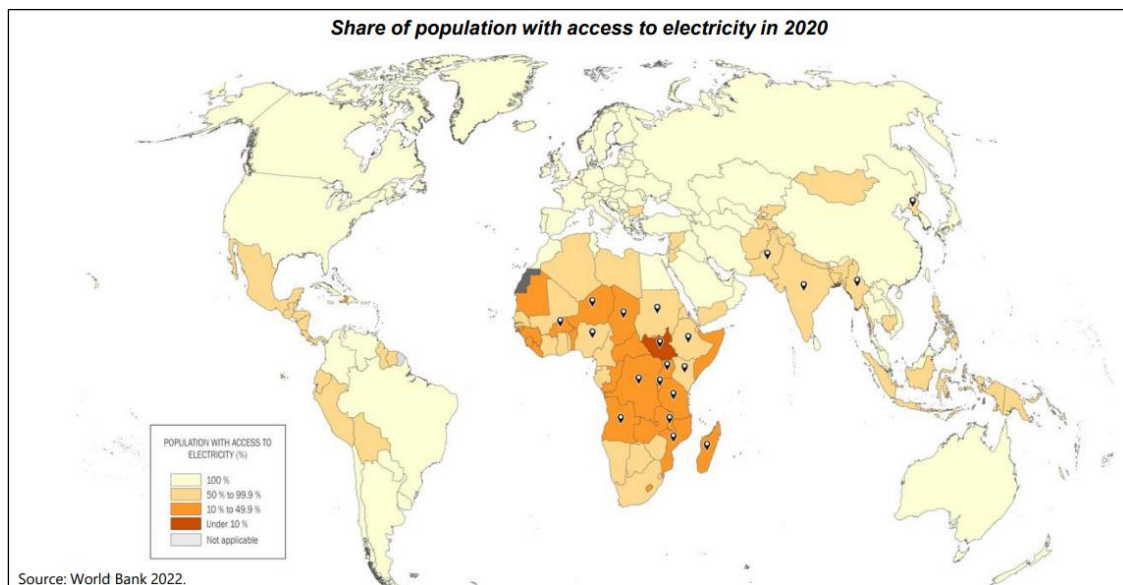 Share of population with access to electricity in 2020
POPULATION WITH ACCESS TO
ELECTRICITY (%)
100 %
50 % to 99.9 %
10 % to 49.9 %
Under 10 %
Not applicable
Source: World Bank 2022.